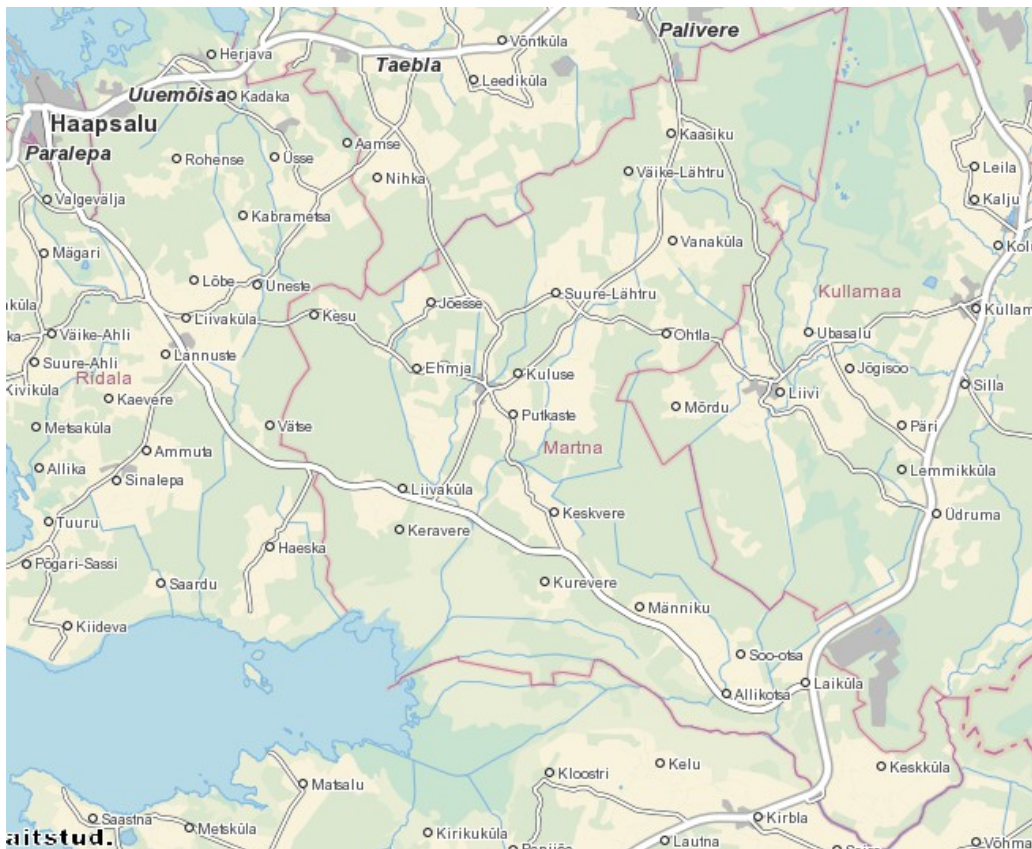 Palivere
Võntküla
Herjava
Taebla
Leediküla
Uuemõisa
Kadaka
Haapsalu
Kaasiku
Aamse
Paralepa
Rohense
Üsse
Leila
Väike-Lähtru
Nihka
Valgevälja
Kalju
Kabrametsa
Vanaküla
Mägari
Kolu
Lõbe
Uneste
Kullamaa
Suure-Lähtru
Jõesse
Kullam
Liivaküla
Kesu
Väike-Ahli
Ohtla
Ubasalu
Lannuste
Suure-Ahli
Ehmja
Kuluse
Jõgisoo
Ridala
Silla
Kiviküla
Kaevere
Liivi
Mõrdu
Putkaste
Metsaküla
Vätse
Päri
Martna
Ammuta
Allika
Lemmikküla
Sinalepa
Liivaküla
Keskvere
Üdruma
Tuuru
Keravere
Haeska
Põgari-Sassi
Saardu
Kurevere
Männiku
Kiideva
Soo-otsa
Laiküla
Allikotsa
Kloostri
Kelu
Keskküla
Matsalu
Saastna
Kirbla
Metsküla
Kirikuküla
aitstud.
Lautna
Võhma